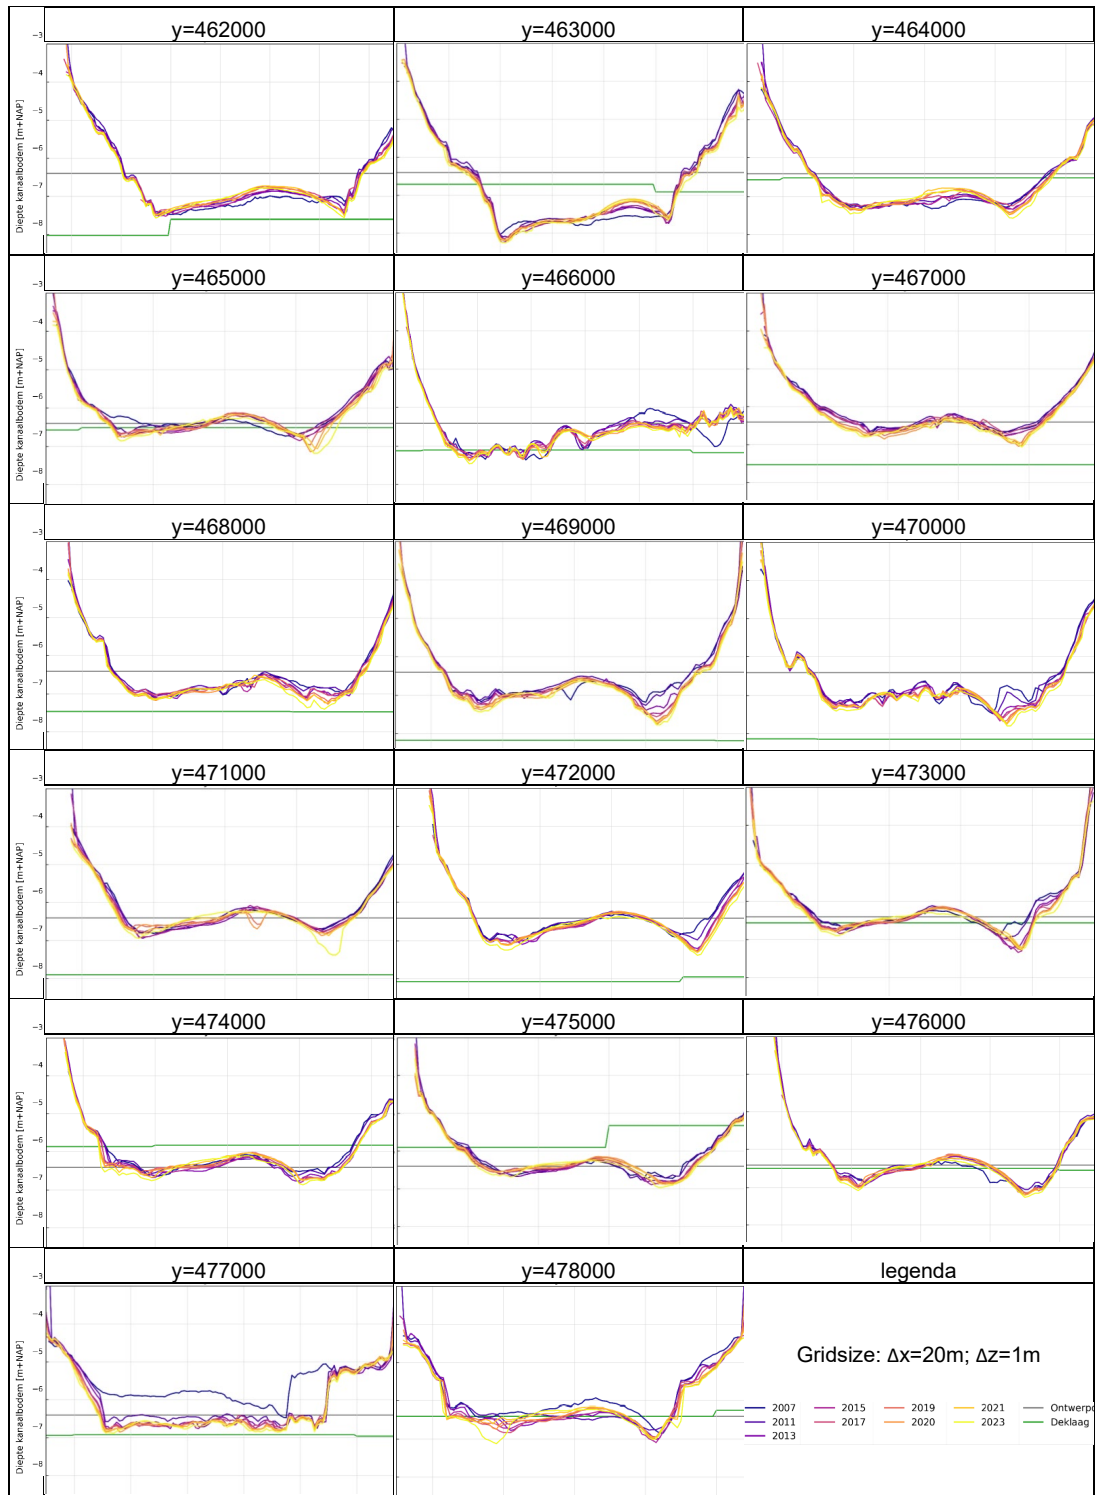 y=462000 y=463000 y=464000
Diepte kanaalbodem [m+NAP]
−3
−4
−5
−6
−7
−8
y=465000 y=466000 y=467000
Diepte kanaalbodem [m+NAP]
−3
−4
−5
−6
−7
−8
y=468000 y=469000 y=470000
Diepte kanaalbodem [m+NAP]
−3
−4
−5
−6
−7
−8
y=471000 y=472000 y=473000
Diepte kanaalbodem [m+NAP]
−3
−4
−5
−6
−7
−8
y=474000 y=475000 y=476000
Diepte kanaalbodem [m+NAP]
−3
−4
−5
−6
−7
−8
y=477000 y=478000 legenda
Diepte kanaalbodem [m+NAP]
−3
−4
−5
−6
−7
−8
Gridsize: Δx=20m; Δz=1m
2007 2015 2019 2021 Ontwerpd
2011 2017 2020 2023 Deklaag
2013